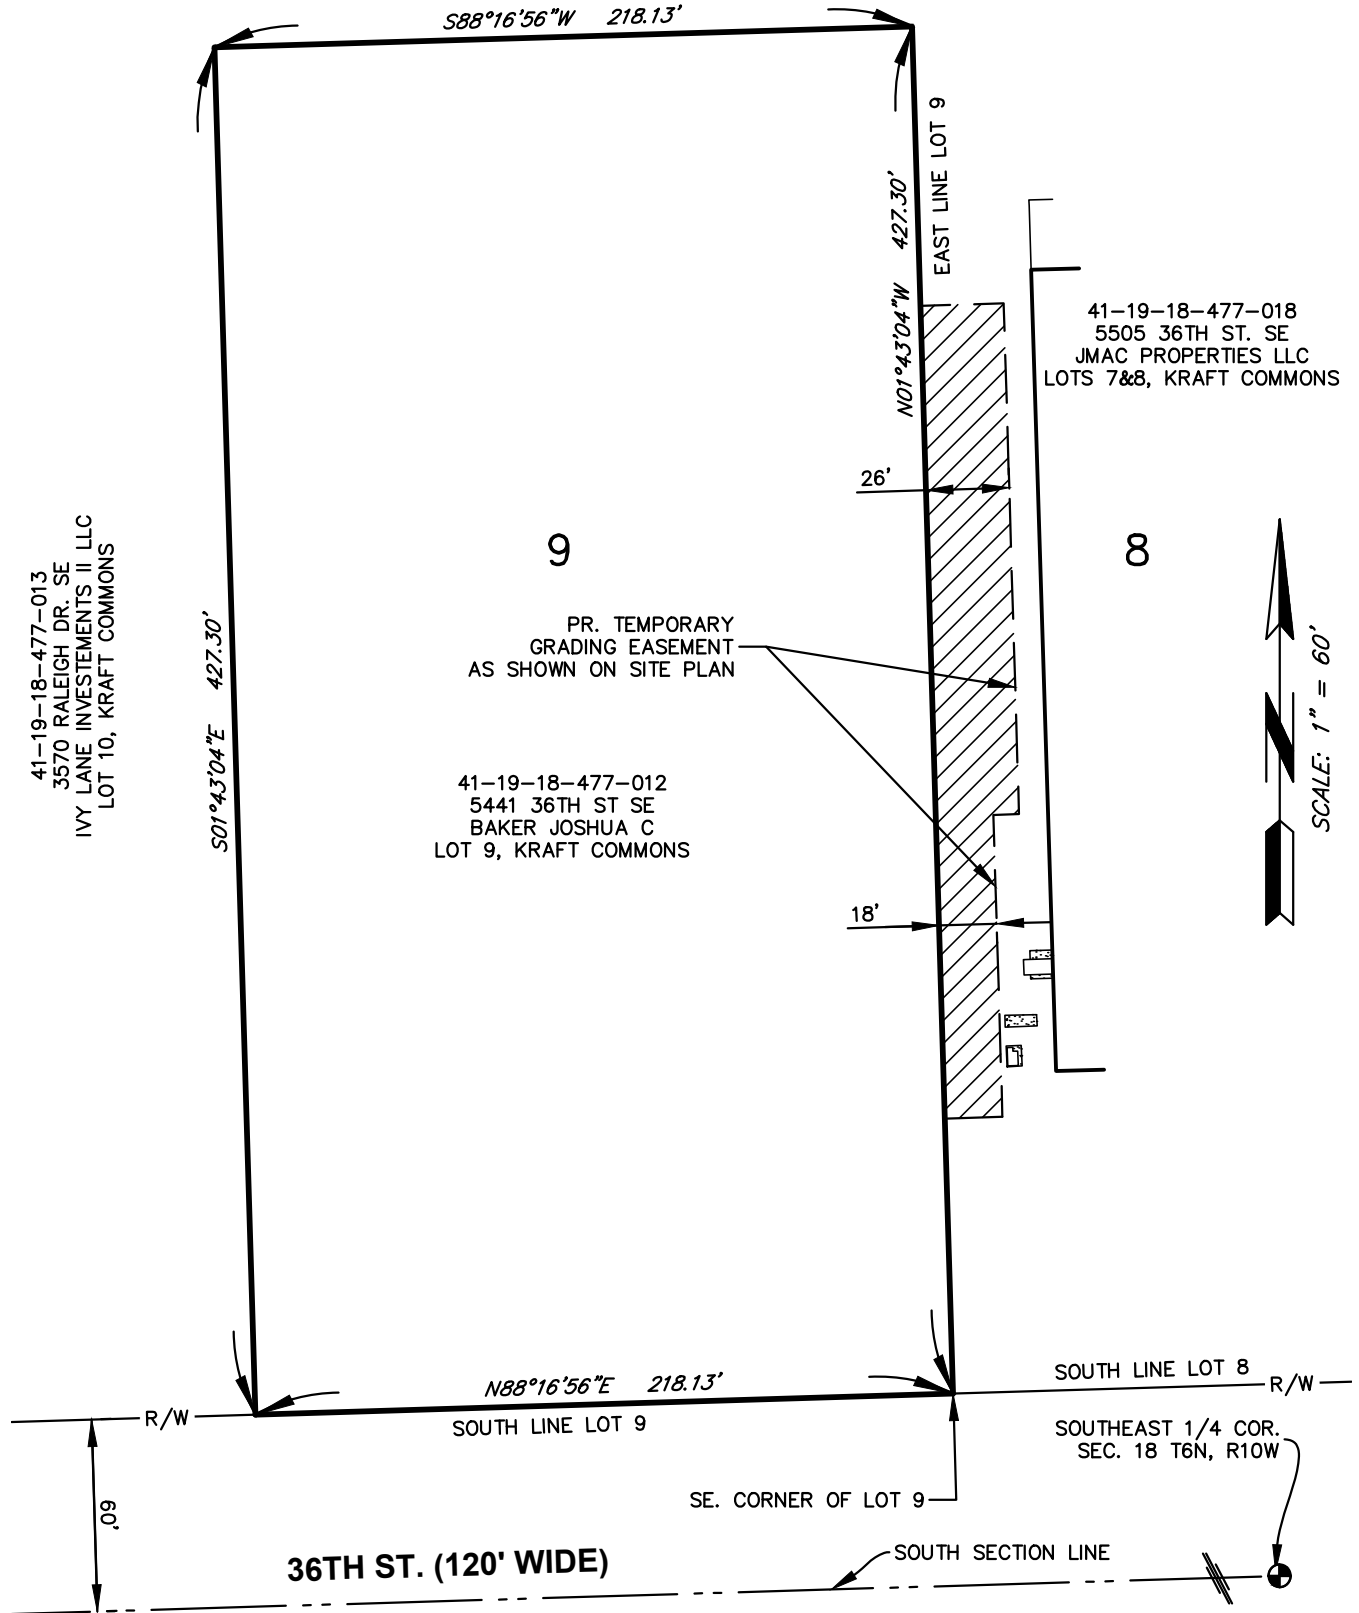 S88°16'56"W 218.13'
EAST LINE LOT 9
N01°43'04"W 427.30'
41-19-18-477-018
5505 36TH ST. SE
JMAC PROPERTIES LLC
LOTS 7&8, KRAFT COMMONS
26'
9
8
41-19-18-477-013
3570 RALEIGH DR. SE
IVY LANE INVESTEMENTS II LLC
LOT 10, KRAFT COMMONS
S01°43'04"E 427.30'
PR. TEMPORARY
GRADING EASEMENT
AS SHOWN ON SITE PLAN
N
SCALE: 1" = 60'
41-19-18-477-012
5441 36TH ST SE
BAKER JOSHUA C
LOT 9, KRAFT COMMONS
18'
N88°16'56"E 218.13'
SOUTH LINE LOT 8
R/W
R/W
SOUTH LINE LOT 9
SOUTHEAST 1/4 COR.
SEC. 18 T6N, R10W
SE. CORNER OF LOT 9
60'
36TH ST. (120' WIDE)
SOUTH SECTION LINE